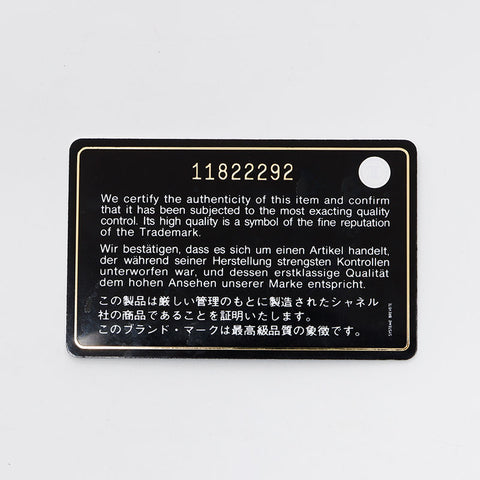 11822292
We certify the authenticity of this item and confirm
that it has been subjected to the most exacting quality
control. Its high quality is a symbol of the fine reputation
of the Trademark.
Wir bestätigen, dass es sich um einen Artikel handelt,
der während seiner Herstellung strengsten Kontrollen
unterworfen war, und dessen erstklassige Qualität
dem hohen Ansehen unserer Marke entspricht.
この製品は厳しい管理のもとに製造されたシャネル
社の商品であることを証明いたします。
このブランド・マークは最高級品質の象徴です。